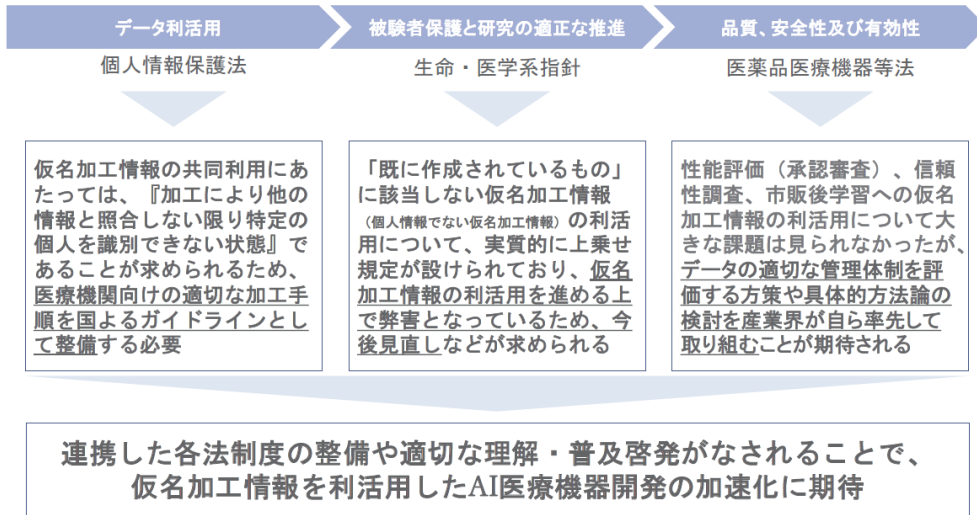 データ利活用
被験者保護と研究の適正な推進
品質、安全性及び有効性
個人情報保護法
生命・医学系指針
医薬品医療機器等法
仮名加工情報の共同利用にあ
たっては、『加工により他の
情報と照合しない限り特定の
個人を識別できない状態』で
あることが求められるため、
医療機関向けの適切な加工手
順を国よるガイドラインとし
て整備する必要
「既に作成されているもの」
に該当しない仮名加工情報
(個人情報でない仮名加工情報)の利活
用について、実質的に上乗せ
規定が設けられており、仮名
加工情報の利活用を進める上
で弊害となっているため、今
後見直しなどが求められる
性能評価（承認審査）、信頼
性調査、市販後学習への仮名
加工情報の利活用について大
きな課題は見られなかったが、
データの適切な管理体制を評
価する方策や具体的方法論の
検討を産業界が自ら率先して
取り組むことが期待される
連携した各法制度の整備や適切な理解・普及啓発がなされることで、
仮名加工情報を利活用したAI医療機器開発の加速化に期待